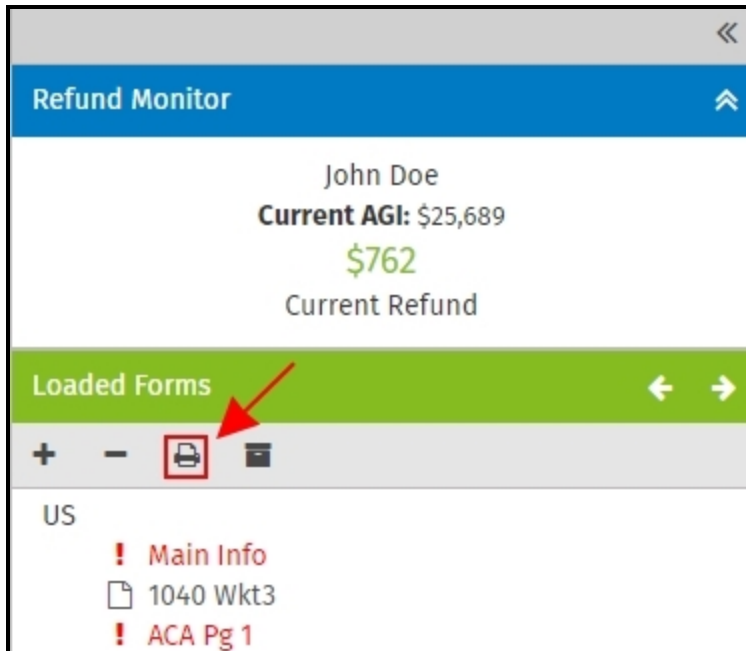 Refund Monitor
John Doe
Current AGI: $25,689
$762
Current Refund
Loaded Forms
US
! Main Info
1040 Wkt3
! ACA Pg 1